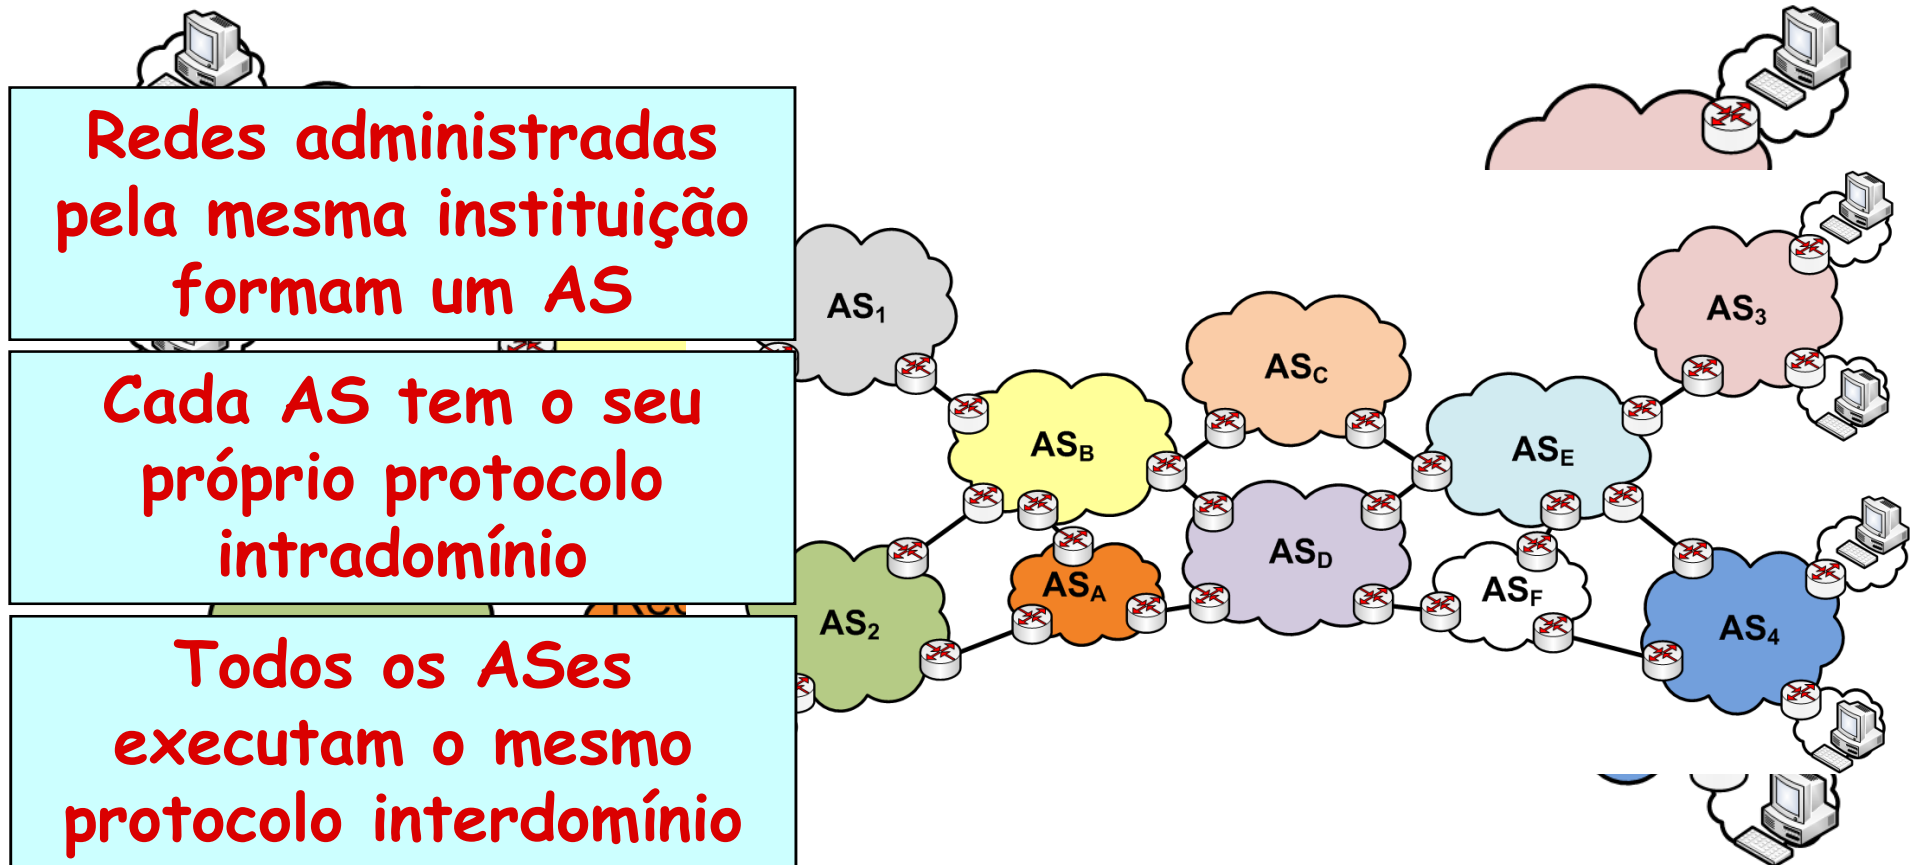 Redes administradas
pela mesma instituição
formam um AS
Cada AS tem o seu
próprio protocolo
intradomínio
Todos os ASes
executam o mesmo
protocolo interdomínio
AS1
AS3
ASC
ASB
ASE
ASD
ASA
ASF
AS2
AS4